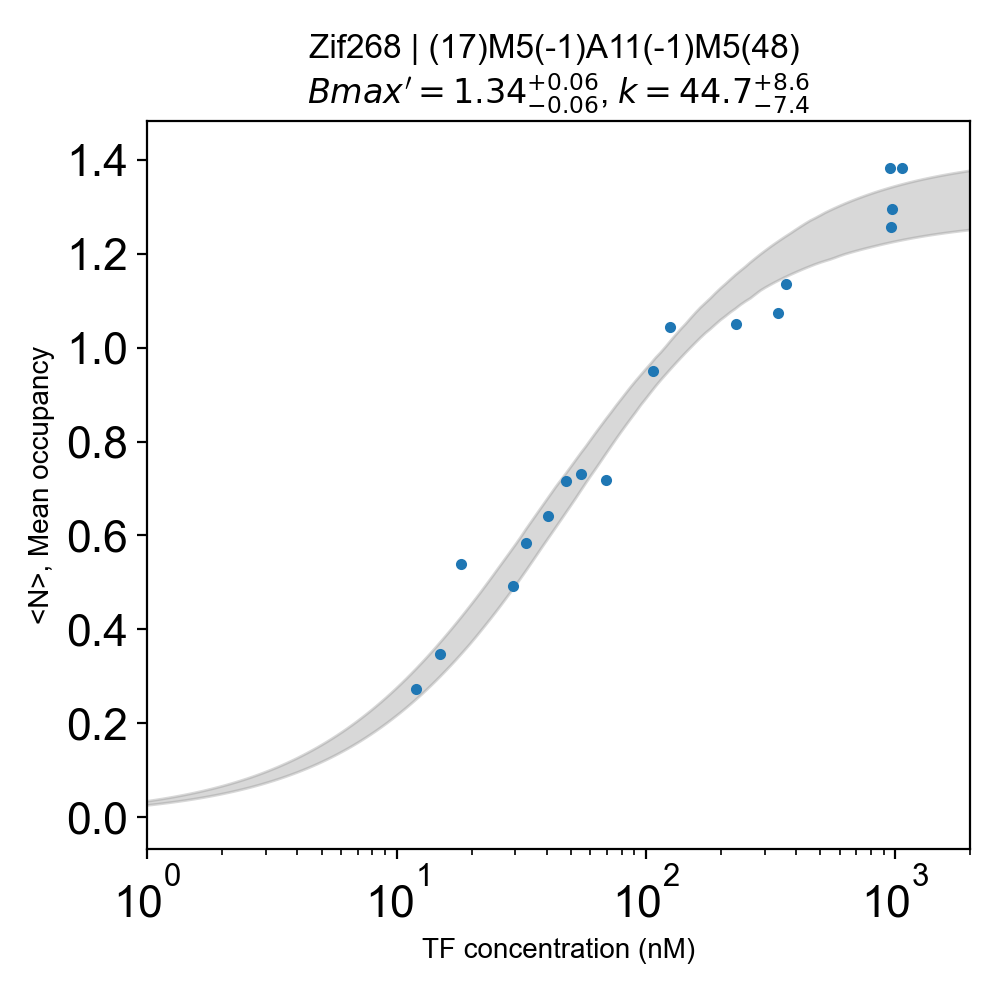 Zif268 | (17)M5(-1)A11(-1)M5(48)
Bmax′ = 1.34+0.06−0.06, k = 44.7+8.6−7.4
1.4
1.2
1.0
0.8
0.6
0.4
0.2
0.0
<N>, Mean occupancy
10^0 10^1 10^2 10^3
TF concentration (nM)